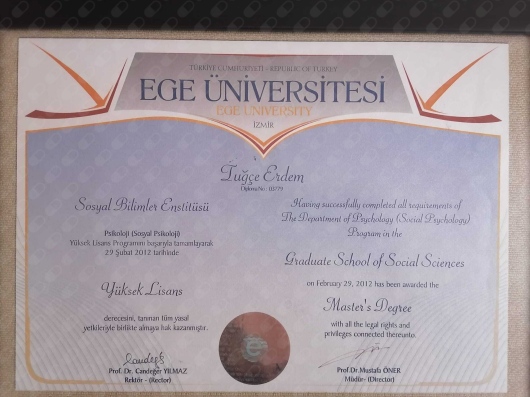 TÜRKİYE CUMHURİYETİ - REPUBLIC OF TURKEY
EGE ÜNİVERSİTESİ
EGE UNIVERSITY
İZMİR
Tuğçe Erdem
Diploma No : 10779
Sosyal Bilimler Enstitüsü
Psikoloji (Sosyal Psikoloji)
Yüksek Lisans Programını başarıyla tamamlayarak
29 Şubat 2012 tarihinde
Yüksek Lisans
derecesini, tanınan tüm yasal
yetkileriyle birlikte almaya hak kazanmıştır.
Prof. Dr. Candeğer YILMAZ
Rektör - (Rector)
Having successfully completed all requirements of
The Department of Psychology (Social Psychology)
Program in the
Graduate School of Social Sciences
on February 29, 2012 has been awarded the
Master's Degree
with all the legal rights and
privileges connected thereunto.
Prof.Dr.Mustafa ÖNER
Müdür- (Director)